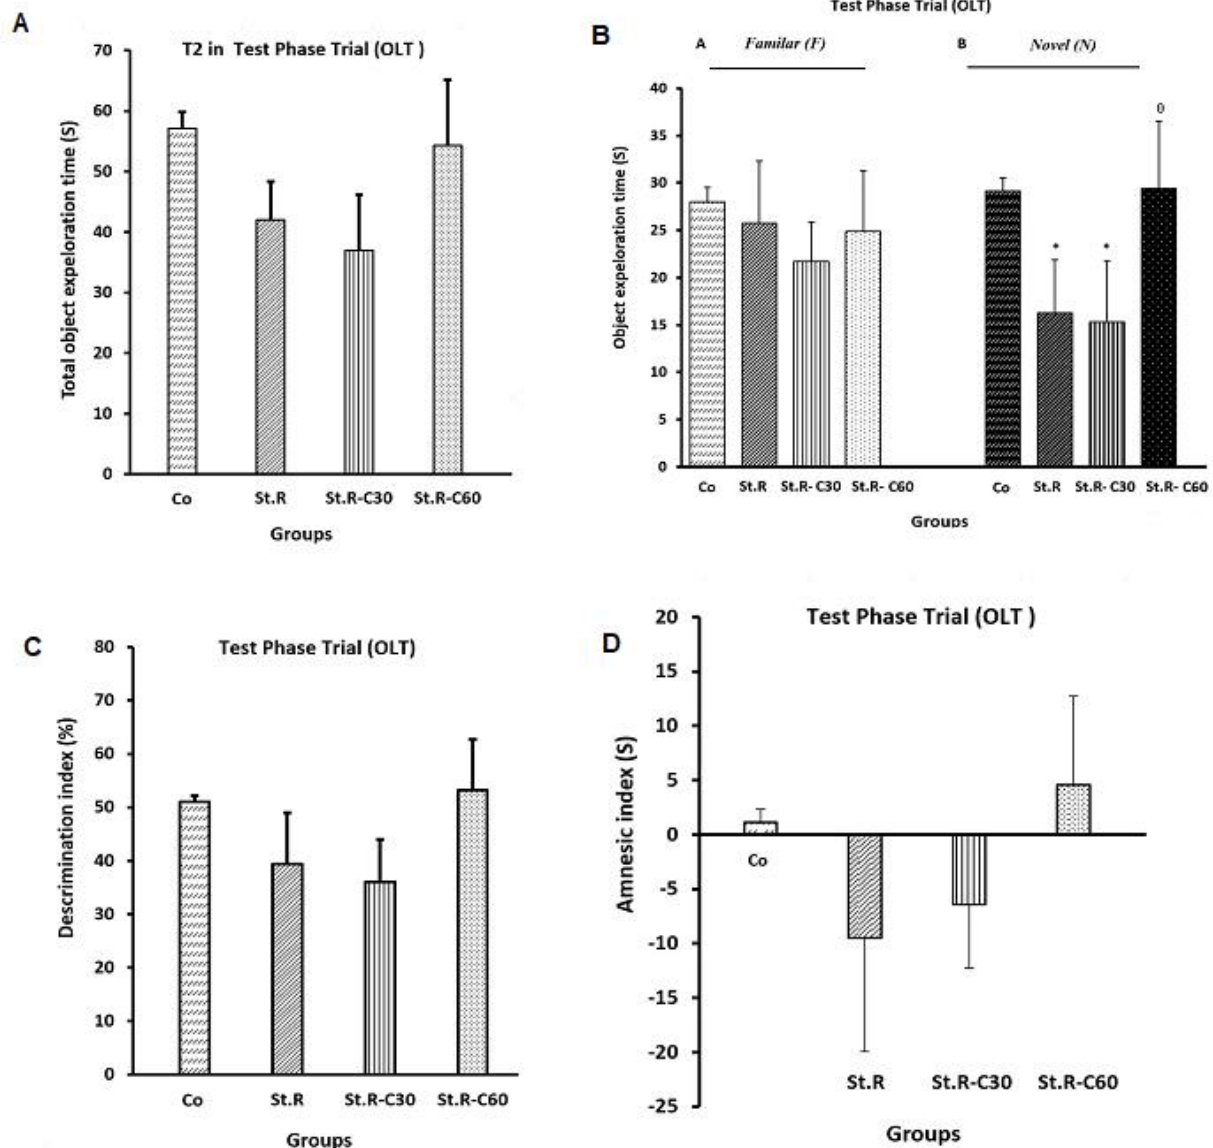 A
T2 in Test Phase Trial (OLT )
70
60
50
40
30
20
10
0
Total object expeloration time (S)
Co St.R St.R-C30 St.R-C60
Groups
Test Phase Trial (OLT)
B
A Familar (F) B Novel (N)
40
35
30
25
20
15
10
5
0
Object expeloration time (S)
* * θ
Co St.R St.R- C30 St.R- C60 Co St.R St.R- C30 St.R- C60
Groups
C
Test Phase Trial (OLT)
80
70
60
50
40
30
20
10
0
Descrimination index (%)
Co St.R St.R-C30 St.R-C60
Groups
D
Test Phase Trial (OLT )
20
15
10
5
0
-5
-10
-15
-20
-25
Amnesic index (S)
Co
St.R St.R-C30 St.R-C60
Groups